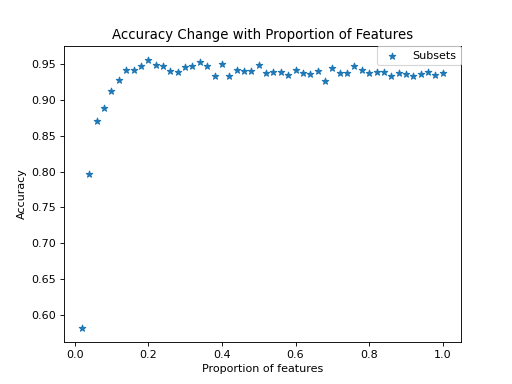 Accuracy Change with Proportion of Features
Subsets
0.95
0.90
0.85
0.80
0.75
0.70
0.65
0.60
Accuracy
0.0 0.2 0.4 0.6 0.8 1.0
Proportion of features